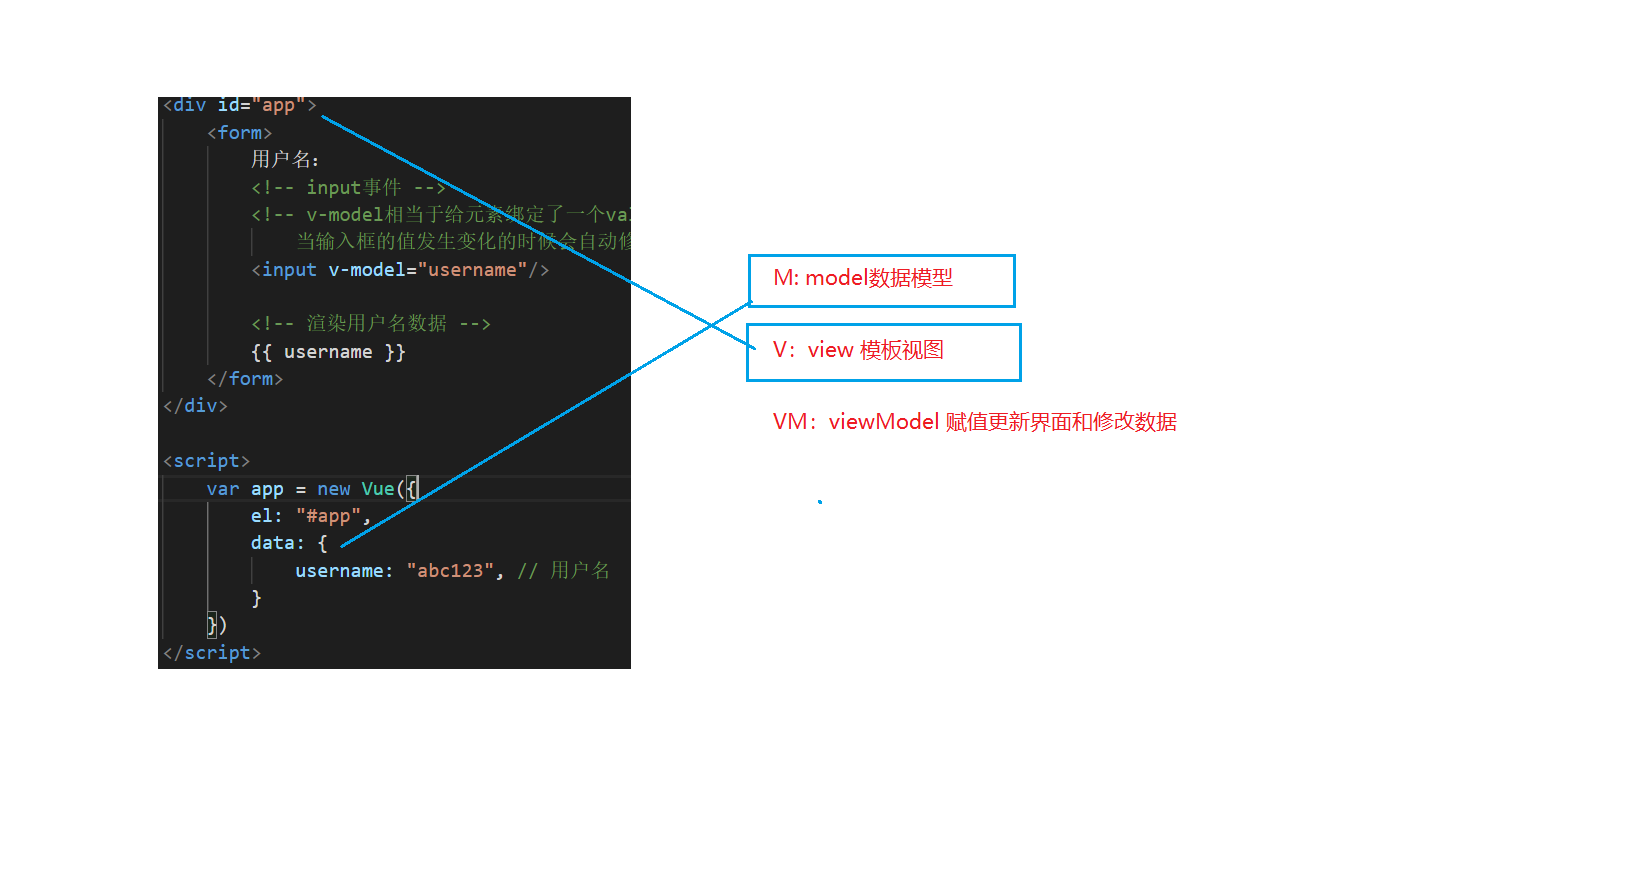 <div id="app">
<form>
用户名:
<!-- input事件 -->
<!-- v-model相当于给元素绑定了一个val
当输入框的值发生变化的时候会自动修
<input v-model="username"/>
<!-- 渲染用户名数据 -->
{{ username }}
</form>
</div>
<script>
var app = new Vue({
el: "#app",
data: {
username: "abc123", // 用户名
}
})
</script>
M: model数据模型
V：view 模板视图
VM：viewModel 赋值更新界面和修改数据